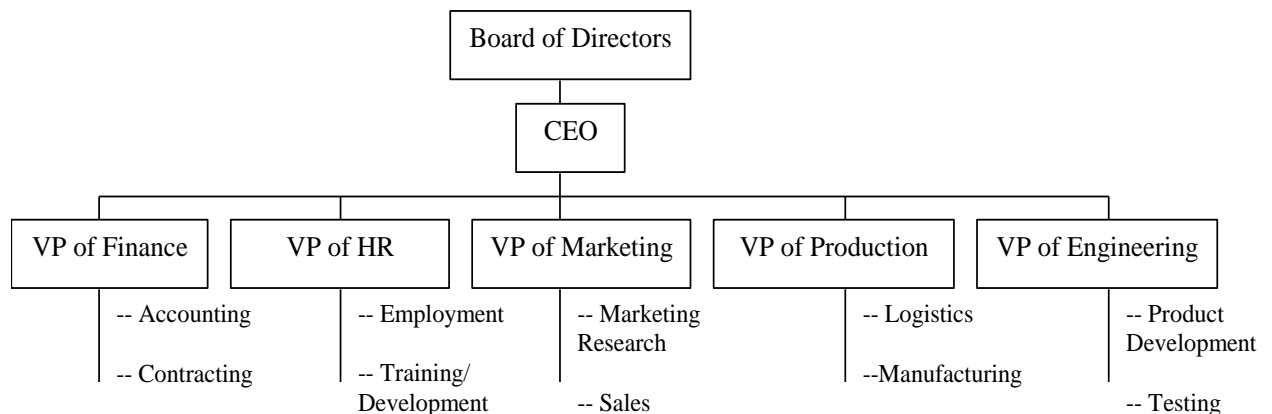 Board of Directors
CEO
VP of Finance
VP of HR
VP of Marketing
VP of Production
VP of Engineering
-- Accounting
-- Contracting
-- Employment
-- Training/
Development
-- Marketing
Research
-- Sales
-- Logistics
--Manufacturing
-- Product
Development
-- Testing